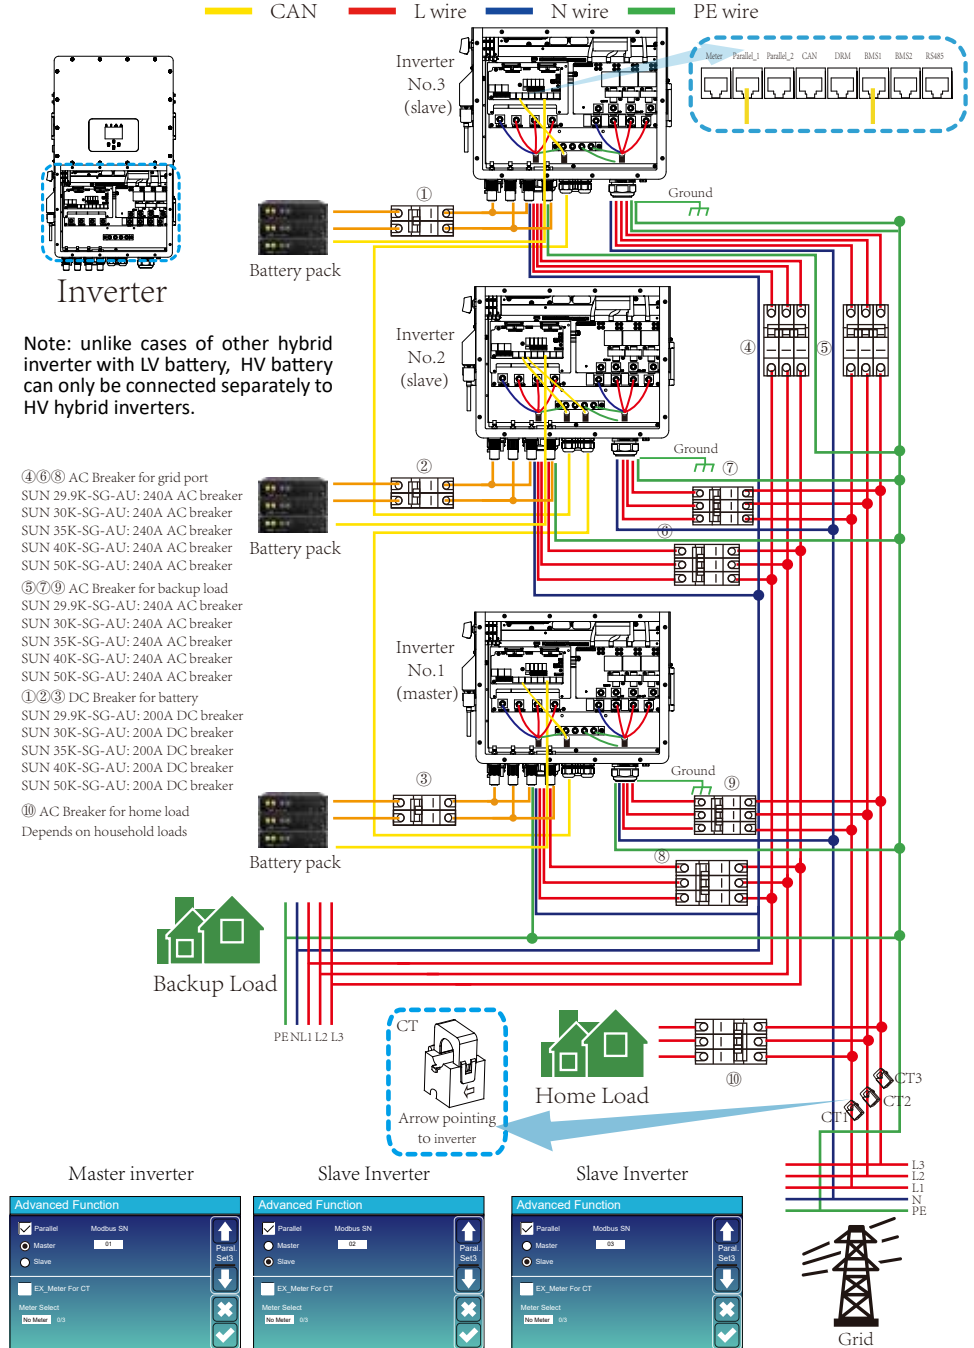 CAN L wire N wire PE wire
Inverter
No.3
(slave)
Meter Parallel_1 Parallel_2 CAN DRM BMS1 BMS2 RS485
①
Ground
Battery pack
Inverter
Note: unlike cases of other hybrid
inverter with LV battery, HV battery
can only be connected separately to
HV hybrid inverters.
Inverter
No.2
(slave)
④ ⑤
②
Ground
⑦
Battery pack
⑥
④⑥⑧ AC Breaker for grid port
SUN 29.9K-SG-AU: 240A AC breaker
SUN 30K-SG-AU: 240A AC breaker
SUN 35K-SG-AU: 240A AC breaker
SUN 40K-SG-AU: 240A AC breaker
SUN 50K-SG-AU: 240A AC breaker
⑤⑦⑨ AC Breaker for backup load
SUN 29.9K-SG-AU: 240A AC breaker
SUN 30K-SG-AU: 240A AC breaker
SUN 35K-SG-AU: 240A AC breaker
SUN 40K-SG-AU: 240A AC breaker
SUN 50K-SG-AU: 240A AC breaker
①②③ DC Breaker for battery
SUN 29.9K-SG-AU: 200A DC breaker
SUN 30K-SG-AU: 200A DC breaker
SUN 35K-SG-AU: 200A DC breaker
SUN 40K-SG-AU: 200A DC breaker
SUN 50K-SG-AU: 200A DC breaker
⑩ AC Breaker for home load
Depends on household loads
Inverter
No.1
(master)
③
Ground
⑨
Battery pack
⑧
Backup Load
PE N L1 L2 L3
CT
Arrow pointing
to inverter
Home Load
⑩
CT3
CT2
CT1
L3
L2
L1
N
PE
Grid
Master inverter
Advanced Function
Parallel Modbus SN
Master 01
Slave
Paral.
Set3
EX_Meter For CT
Meter Select
No Meter 0/3
Slave Inverter
Advanced Function
Parallel Modbus SN
Master 02
Slave
Paral.
Set3
EX_Meter For CT
Meter Select
No Meter 0/3
Slave Inverter
Advanced Function
Parallel Modbus SN
Master 03
Slave
Paral.
Set3
EX_Meter For CT
Meter Select
No Meter 0/3